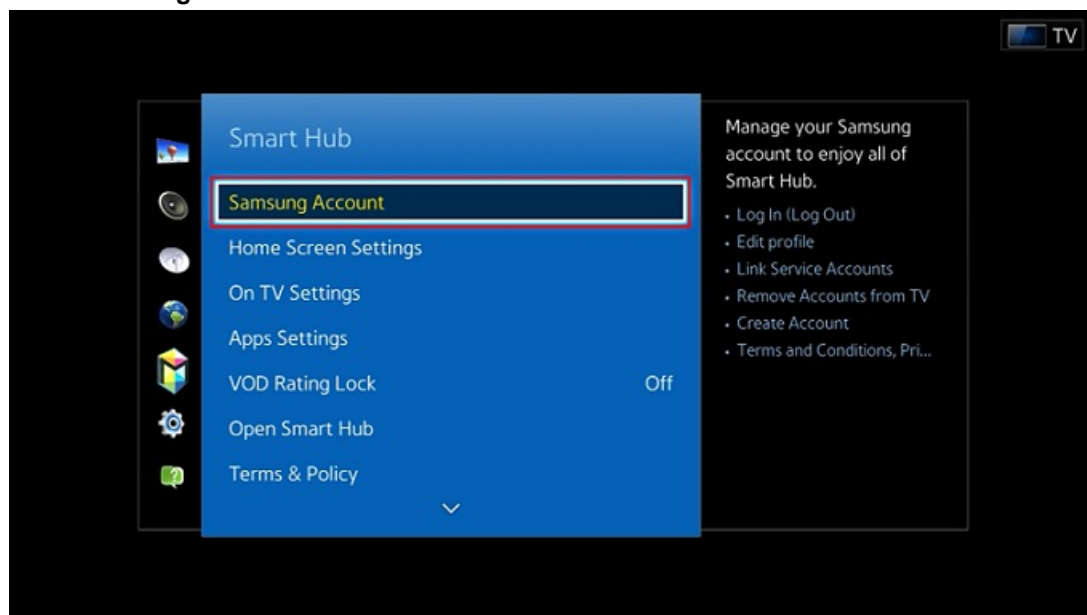 TV
Smart Hub
Samsung Account
Home Screen Settings
On TV Settings
Apps Settings
VOD Rating Lock Off
Open Smart Hub
Terms & Policy
Manage your Samsung
account to enjoy all of
Smart Hub.
• Log In (Log Out)
• Edit profile
• Link Service Accounts
• Remove Accounts from TV
• Create Account
• Terms and Conditions, Pri...